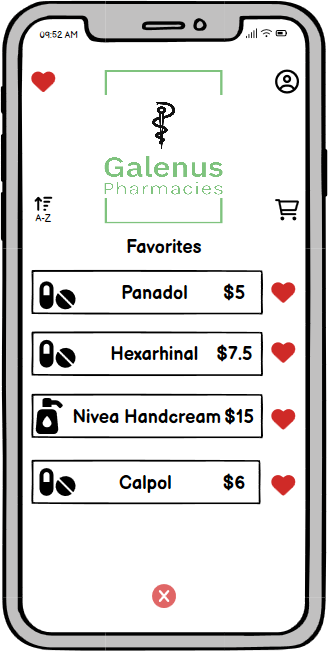 09:52 AM
Galenus
Pharmacies
A-Z
Favorites
Panadol $5
Hexarhinal $7.5
Nivea Handcream $15
Calpol $6